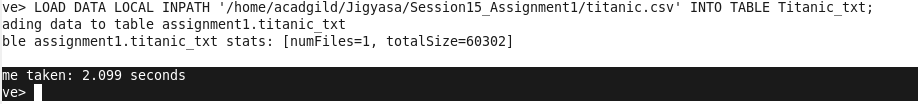 ve> LOAD DATA LOCAL INPATH '/home/acadgild/Jigyasa/Session15_Assignment1/titanic.csv' INTO TABLE Titanic_txt;
ading data to table assignment1.titanic_txt
ble assignment1.titanic_txt stats: [numFiles=1, totalSize=60302]
me taken: 2.099 seconds
ve>